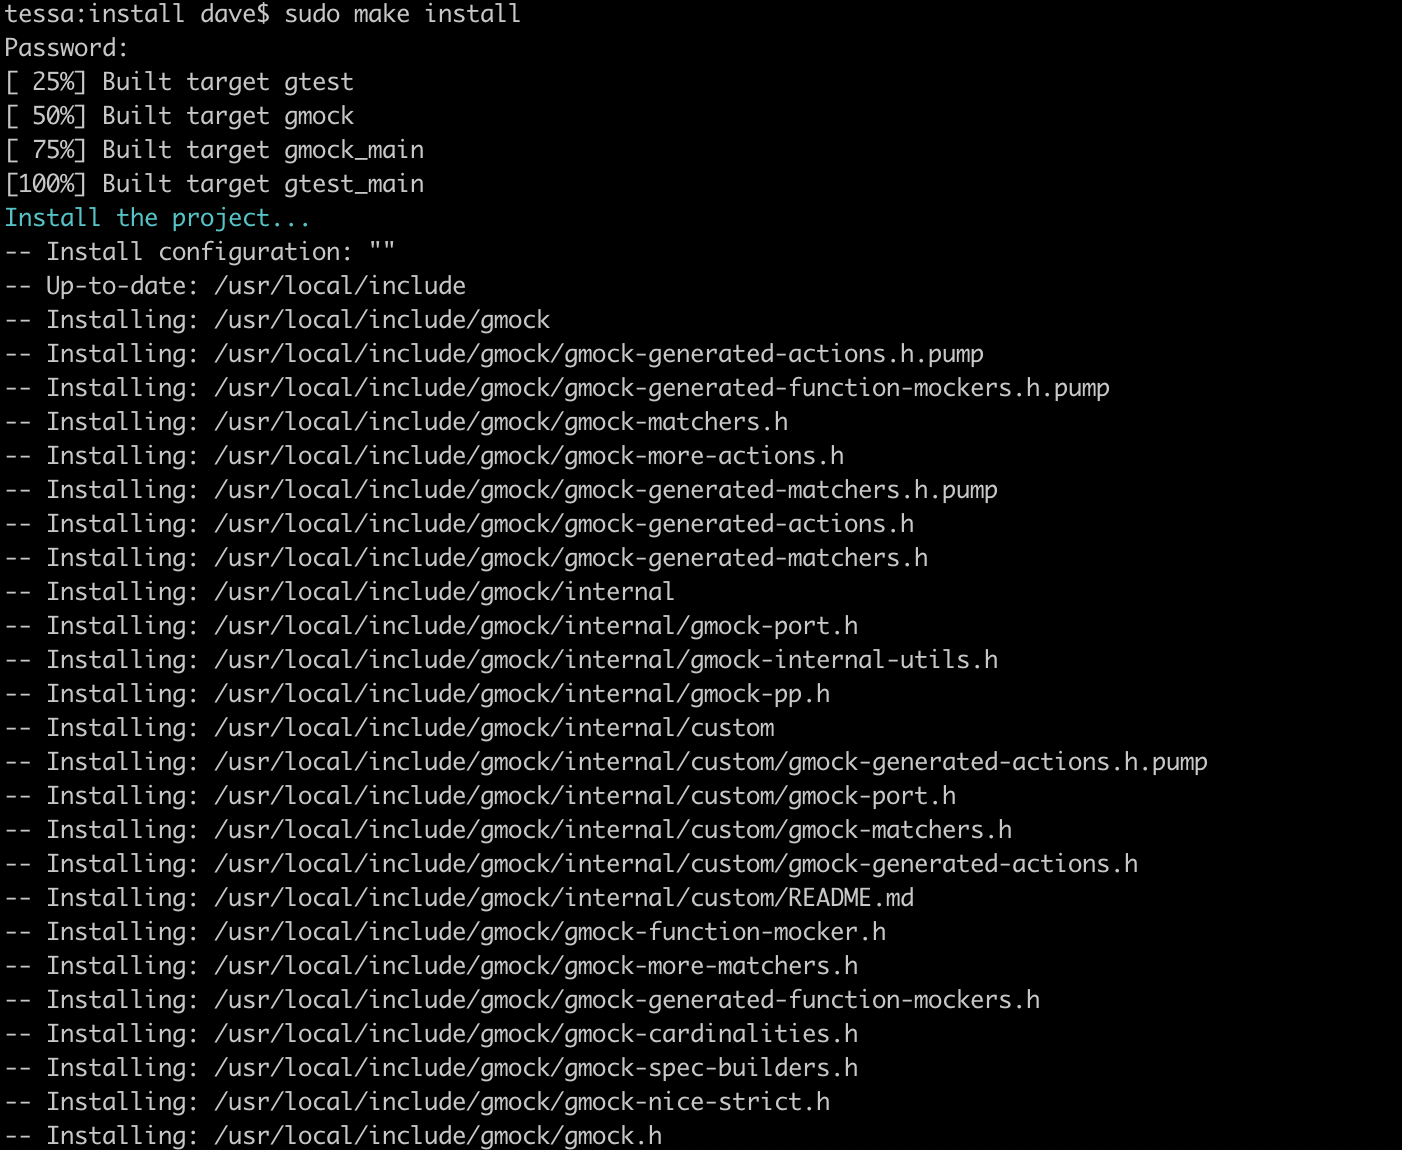 tessa:install dave$ sudo make install
Password:
[ 25%] Built target gtest
[ 50%] Built target gmock
[ 75%] Built target gmock_main
[100%] Built target gtest_main
Install the project...
-- Install configuration: ""
-- Up-to-date: /usr/local/include
-- Installing: /usr/local/include/gmock
-- Installing: /usr/local/include/gmock/gmock-generated-actions.h.pump
-- Installing: /usr/local/include/gmock/gmock-generated-function-mockers.h.pump
-- Installing: /usr/local/include/gmock/gmock-matchers.h
-- Installing: /usr/local/include/gmock/gmock-more-actions.h
-- Installing: /usr/local/include/gmock/gmock-generated-matchers.h.pump
-- Installing: /usr/local/include/gmock/gmock-generated-actions.h
-- Installing: /usr/local/include/gmock/gmock-generated-matchers.h
-- Installing: /usr/local/include/gmock/internal
-- Installing: /usr/local/include/gmock/internal/gmock-port.h
-- Installing: /usr/local/include/gmock/internal/gmock-internal-utils.h
-- Installing: /usr/local/include/gmock/internal/gmock-pp.h
-- Installing: /usr/local/include/gmock/internal/custom
-- Installing: /usr/local/include/gmock/internal/custom/gmock-generated-actions.h.pump
-- Installing: /usr/local/include/gmock/internal/custom/gmock-port.h
-- Installing: /usr/local/include/gmock/internal/custom/gmock-matchers.h
-- Installing: /usr/local/include/gmock/internal/custom/gmock-generated-actions.h
-- Installing: /usr/local/include/gmock/internal/custom/README.md
-- Installing: /usr/local/include/gmock/gmock-function-mocker.h
-- Installing: /usr/local/include/gmock/gmock-more-matchers.h
-- Installing: /usr/local/include/gmock/gmock-generated-function-mockers.h
-- Installing: /usr/local/include/gmock/gmock-cardinalities.h
-- Installing: /usr/local/include/gmock/gmock-spec-builders.h
-- Installing: /usr/local/include/gmock/gmock-nice-strict.h
-- Installing: /usr/local/include/gmock/gmock.h